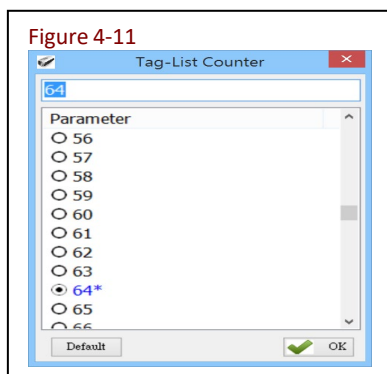 Figure 4-11
Tag-List Counter
64
Parameter
56
57
58
59
60
61
62
63
64*
65
66
Default
OK